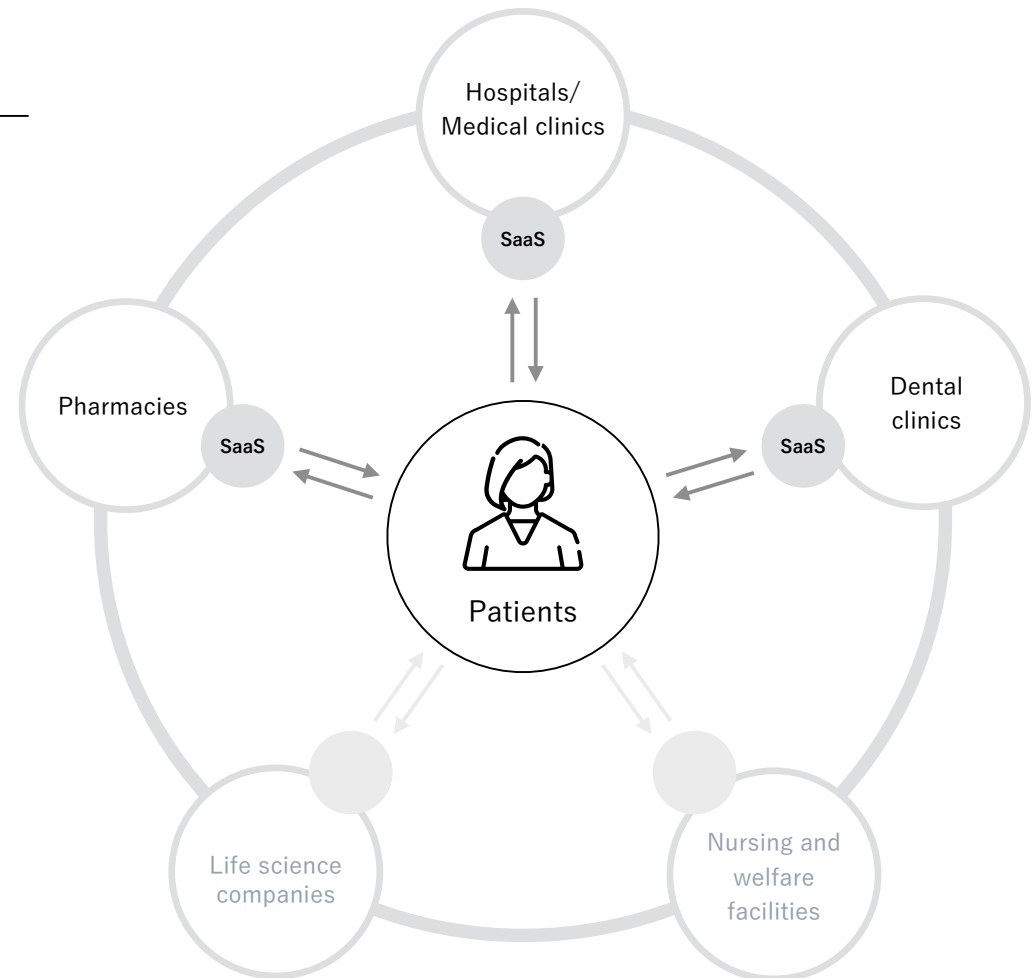 Hospitals/
Medical clinics
SaaS
Pharmacies
SaaS
Dental
clinics
SaaS
Patients
Life science
companies
Nursing and
welfare
facilities